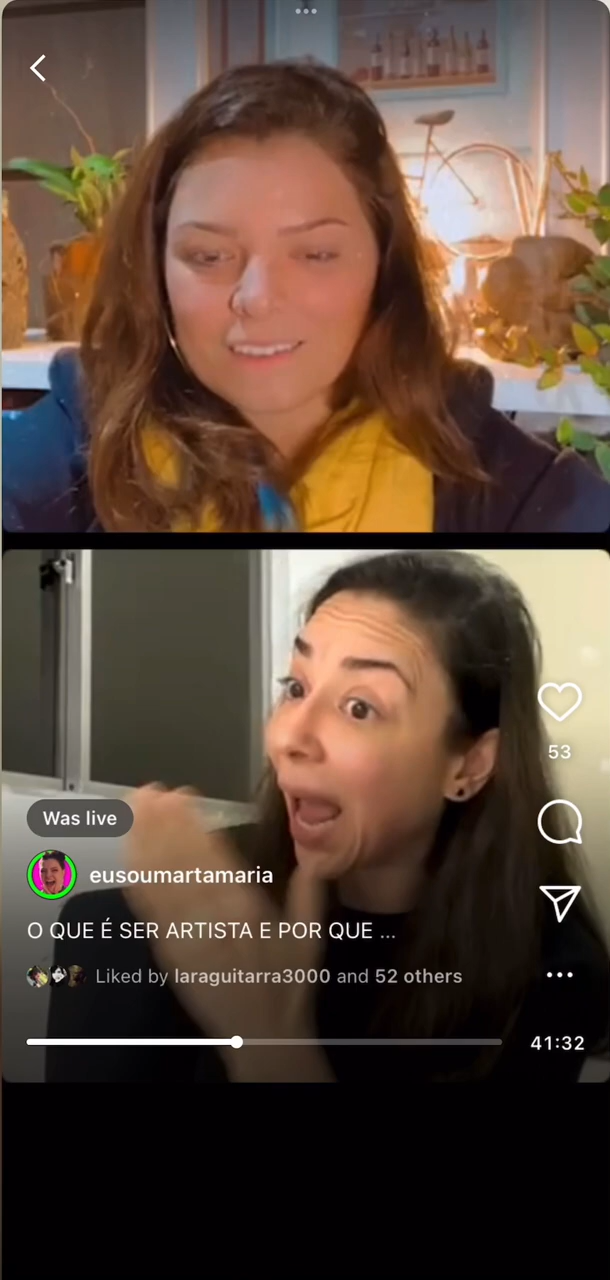 53
Was live
eusoumartamaria
O QUE É SER ARTISTA E POR QUE ...
Liked by laraguitarra3000 and 52 others
41:32